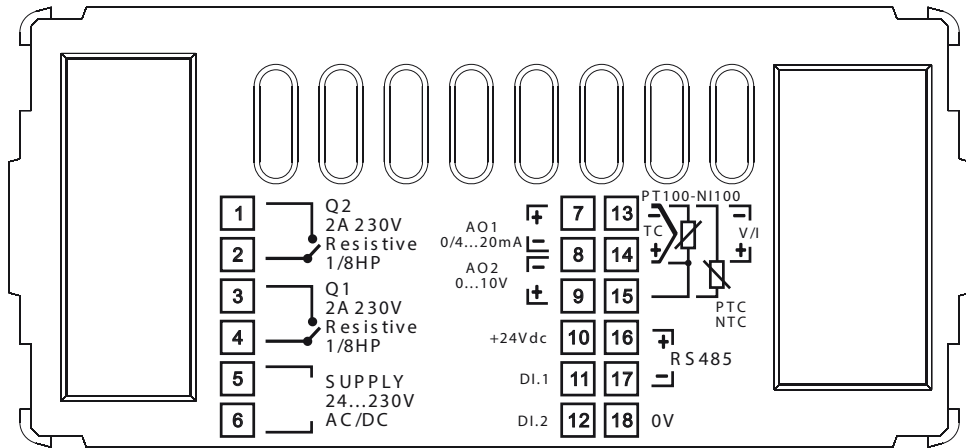 1
Q2
2A 230V
2
Resistive
1/8HP
3
Q1
2A 230V
4
Resistive
1/8HP
5
SUPPLY
24...230V
6
AC/DC
AO1
0/4...20mA
+
-
AO2
0...10V
-
+
+24Vdc
DI.1
DI.2
7 13
8 14
9 15
10 16
11 17
12 18
PT100-NI100
-
TC
+
-
V/I
+
PTC
NTC
+
RS485
-
0V